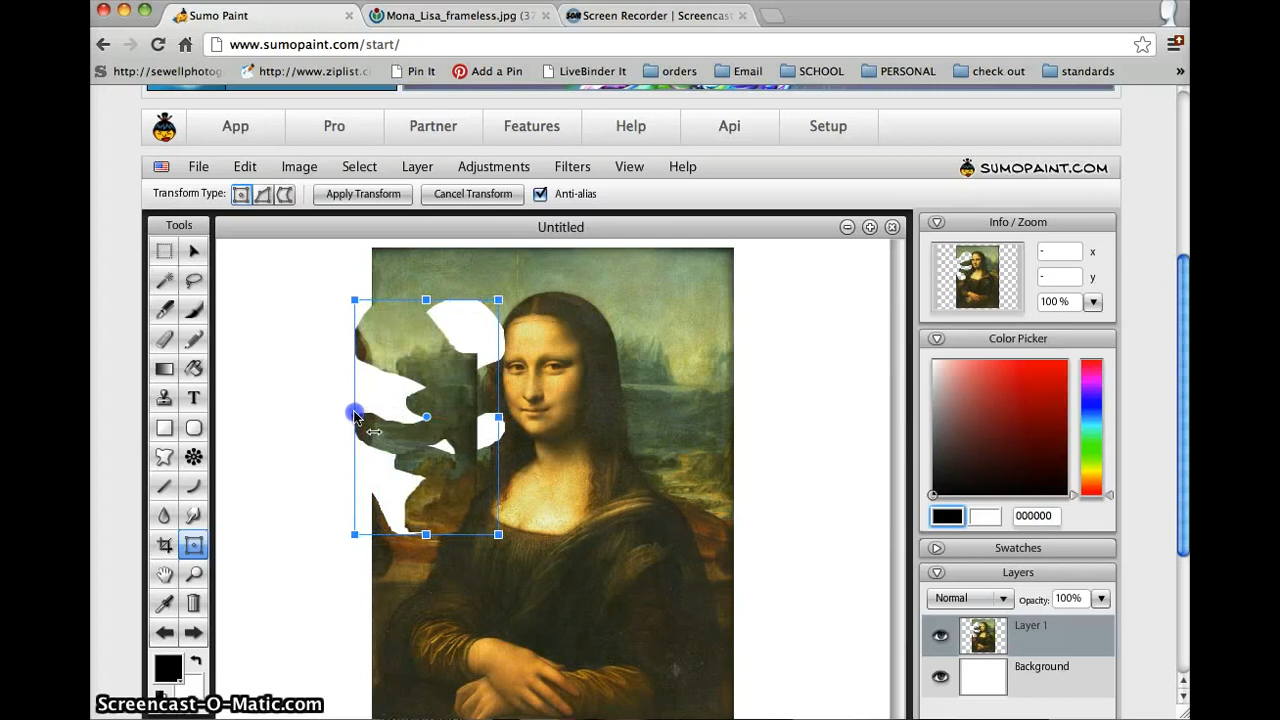 Sumo Paint
Mona_Lisa_frameless.jpg (37
Screen Recorder | Screencast
www.sumopaint.com/start/
http://sewellphotog
http://www.ziplist.c
Pin It
Add a Pin
LiveBinder It
orders
Email
SCHOOL
PERSONAL
check out
standards
»
App
Pro
Partner
Features
Help
Api
Setup
File
Edit
Image
Select
Layer
Adjustments
Filters
View
Help
SUMOPAINT.COM
Transform Type:
Apply Transform
Cancel Transform
Anti-alias
Tools
Untitled
Info / Zoom
- x
- y
100 %
Color Picker
000000
Swatches
Layers
Normal
Opacity: 100%
Layer 1
Background
T
Screencast-O-Matic.com